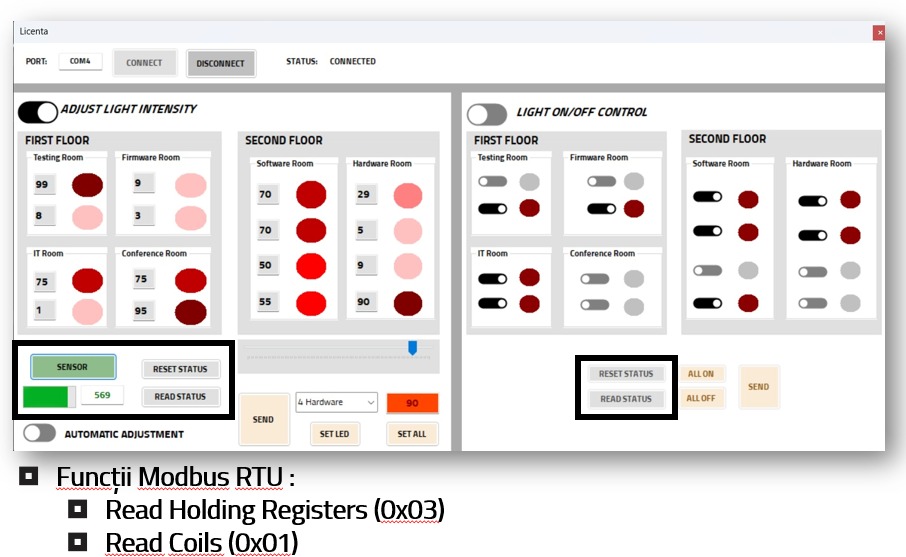 Licenta
PORT: COM4 CONNECT DISCONNECT STATUS: CONNECTED
ADJUST LIGHT INTENSITY
FIRST FLOOR
Testing Room
99
8
Firmware Room
9
3
IT Room
75
1
Conference Room
75
95
SECOND FLOOR
Software Room
70
70
50
55
Hardware Room
29
5
9
90
SENSOR
RESET STATUS
569
READ STATUS
AUTOMATIC ADJUSTMENT
SEND
4 Hardware
90
SET LED
SET ALL
LIGHT ON/OFF CONTROL
FIRST FLOOR
Testing Room
Firmware Room
IT Room
Conference Room
SECOND FLOOR
Software Room
Hardware Room
RESET STATUS
READ STATUS
ALL ON
ALL OFF
SEND
Funcții Modbus RTU :
Read Holding Registers (0x03)
Read Coils (0x01)